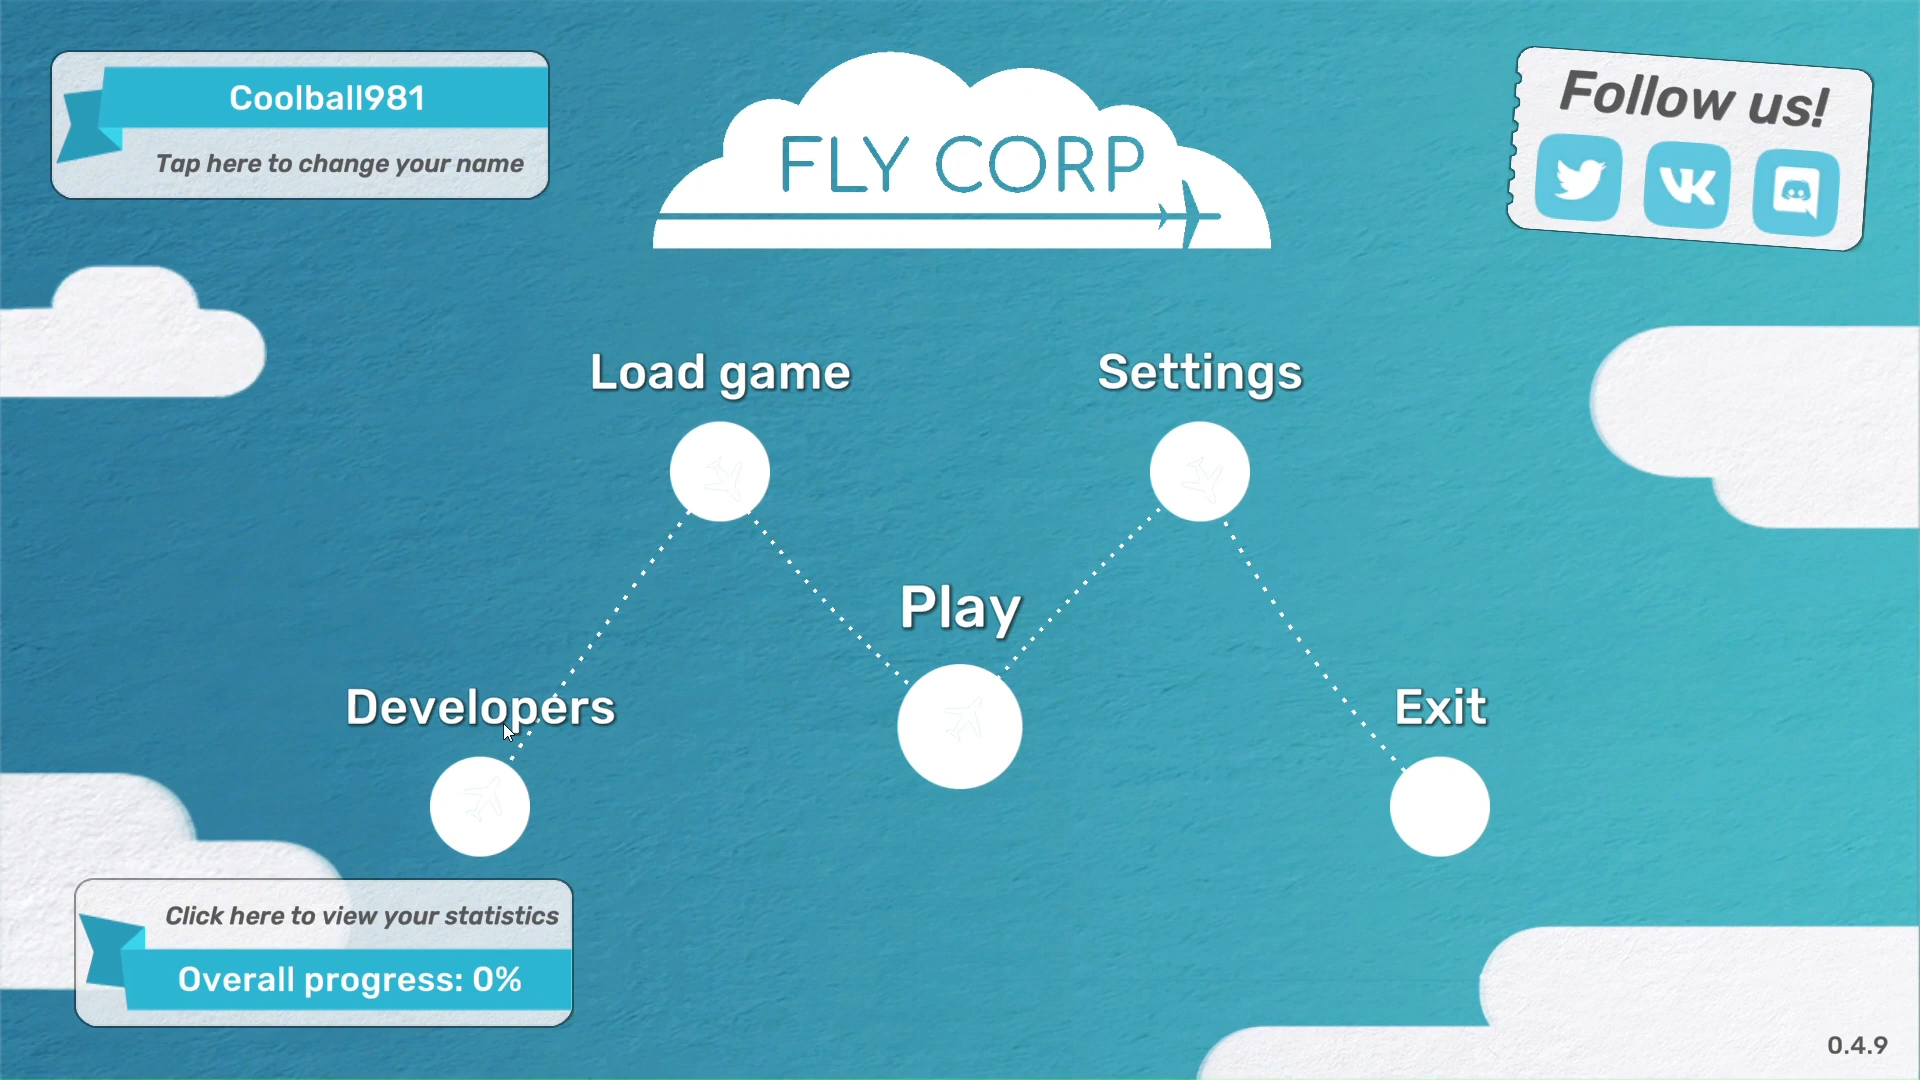 Coolball981
Tap here to change your name
FLY CORP
Follow us!
Load game
Settings
Play
Developers
Exit
Click here to view your statistics
Overall progress: 0%
0.4.9